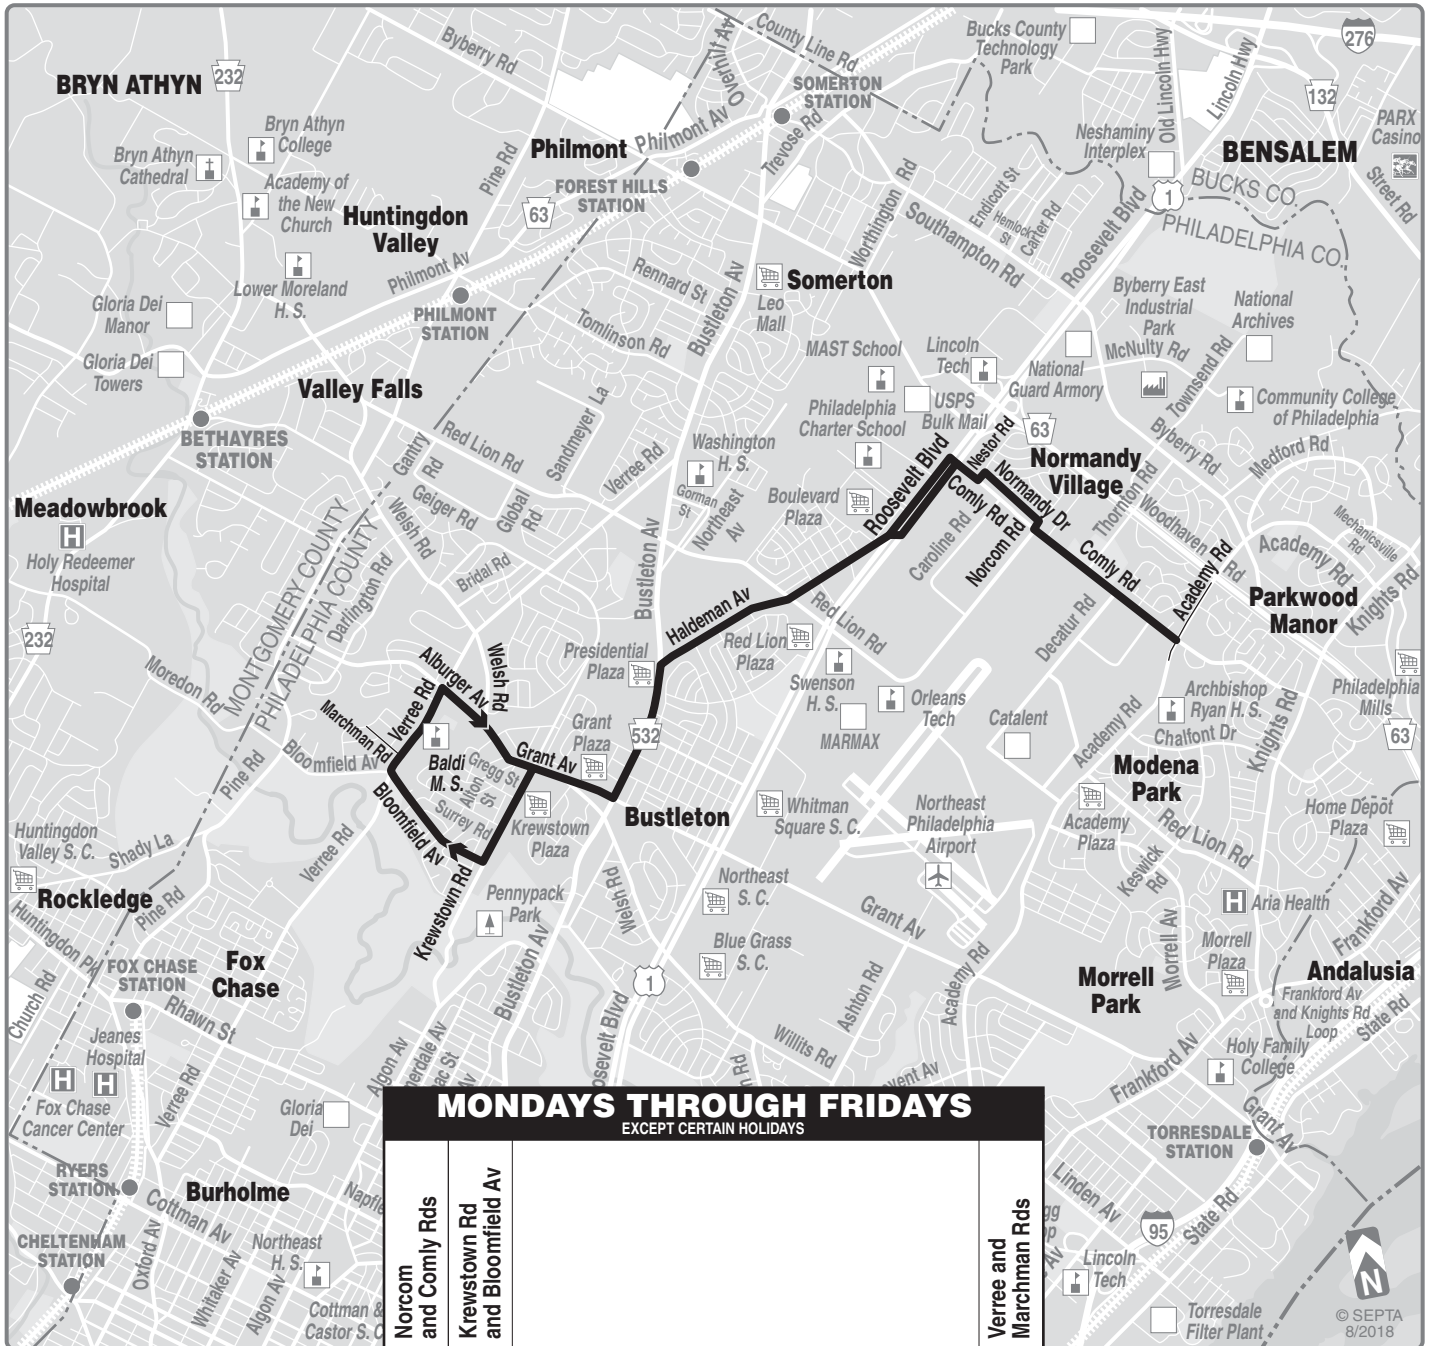 Byberry Rd
Overhill Av
County Line Rd
Bucks County
Technology
Park
Old Lincoln Hwy
Lincoln Hwy
276
BRYN ATHYN
232
SOMERTON
STATION
132
PARX
Casino
Bryn Athyn
College
Bryn Athyn
Cathedral
Academy of
the New
Church
Pine Rd
Philmont
Philmont Av
Trevose Rd
Neshaminy
Interplex
BENSALEM
Street Rd
FOREST HILLS
STATION
63
Huntingdon
Valley
Worthington Rd
Southampton Rd
Endicott St
Hemlock
St
Carter Rd
Roosevelt Blvd
1
BUCKS CO.
PHILADELPHIA CO.
Lower Moreland
H. S.
Philmont Av
PHILMONT
STATION
Rennard St
Bustleton Av
Somerton
Leo
Mall
Byberry East
Industrial
Park
National
Archives
Gloria Dei
Manor
Gloria Dei
Towers
Tomlinson Rd
MAST School
Lincoln
Tech
National
Guard Armory
McNulty Rd
Townsend Rd
Valley Falls
Philadelphia
Charter School
USPS
Bulk Mail
Community College
of Philadelphia
BETHAYRES
STATION
Gantry
Rd
Red Lion Rd
Sandmeyer La
Verree Rd
Washington
H. S.
Nestor Rd
63
Byberry Rd
Medford Rd
Normandy
Village
Meadowbrook
Holy Redeemer
Hospital
Geiger Rd
Global
Rd
Welsh Rd
Gorman
St
Northeast
Av
Boulevard
Plaza
Roosevelt Blvd
Comly Rd
Normandy Dr
Thornton Rd
Woodhaven Rd
Mechanicsville
Rd
Academy Rd
Knights Rd
MONTGOMERY COUNTY
PHILADELPHIA COUNTY
Darlington Rd
Bridal Rd
Bustleton Av
Caroline Rd
Norcom Rd
Comly Rd
Academy Rd
Parkwood
Manor
232
Haldeman Av
Red Lion Rd
Decatur Rd
Moredon Rd
Alburger Av
Welsh Rd
Presidential
Plaza
Red Lion
Plaza
Swenson
H. S.
Orleans
Tech
Archbishop
Ryan H. S.
Philadelphia
Mills
Marchman Rd
Verree Rd
Grant
Plaza
532
MARMAX
Catalent
Academy Rd
Chalfont Dr
Knights Rd
63
Pine Rd
Bloomfield Av
Baldi
M. S.
Gregg St
Alton
St
Grant Av
Modena
Park
Bloomfield Av
Surrey Rd
Krewstown
Plaza
Bustleton
Whitman
Square S. C.
Northeast
Philadelphia
Airport
Academy
Plaza
Red Lion Rd
Home Depot
Plaza
Huntingdon
Valley S. C.
Shady La
Verree Rd
Rockledge
Pine Rd
Huntingdon Pk
Krewstown Rd
Pennypack
Park
Welsh Rd
Northeast
S. C.
Grant Av
Keswick
Rd
Aria Health
Frankford Av
Blue Grass
S. C.
Morrell Av
Morrell
Plaza
Church Rd
FOX CHASE
STATION
Fox
Chase
Bustleton Av
1
Ashton Rd
Academy Rd
Morrell
Park
Andalusia
Frankford Av
and Knights Rd
Loop
State Rd
Rhawn St
Jeanes
Hospital
Roosevelt Blvd
Willits Rd
Frankford Av
Holy Family
College
Fox Chase
Cancer Center
Verree Rd
Gloria
Dei
Algon Av
Grant Av
MONDAYS THROUGH FRIDAYS
EXCEPT CERTAIN HOLIDAYS
TORRESDALE
STATION
RYERS
STATION
Burholme
Cottman Av
Norcom
and Comly Rds
Krewstown Rd
and Bloomfield Av
Verree and
Marchman Rds
Linden Av
95
State Rd
CHELTENHAM
STATION
Oxford Av
Whitaker Av
Northeast
H. S.
Algon Av
Cottman &
Castor S. C
Lincoln
Tech
Torresdale
Filter Plant
N
© SEPTA
8/2018